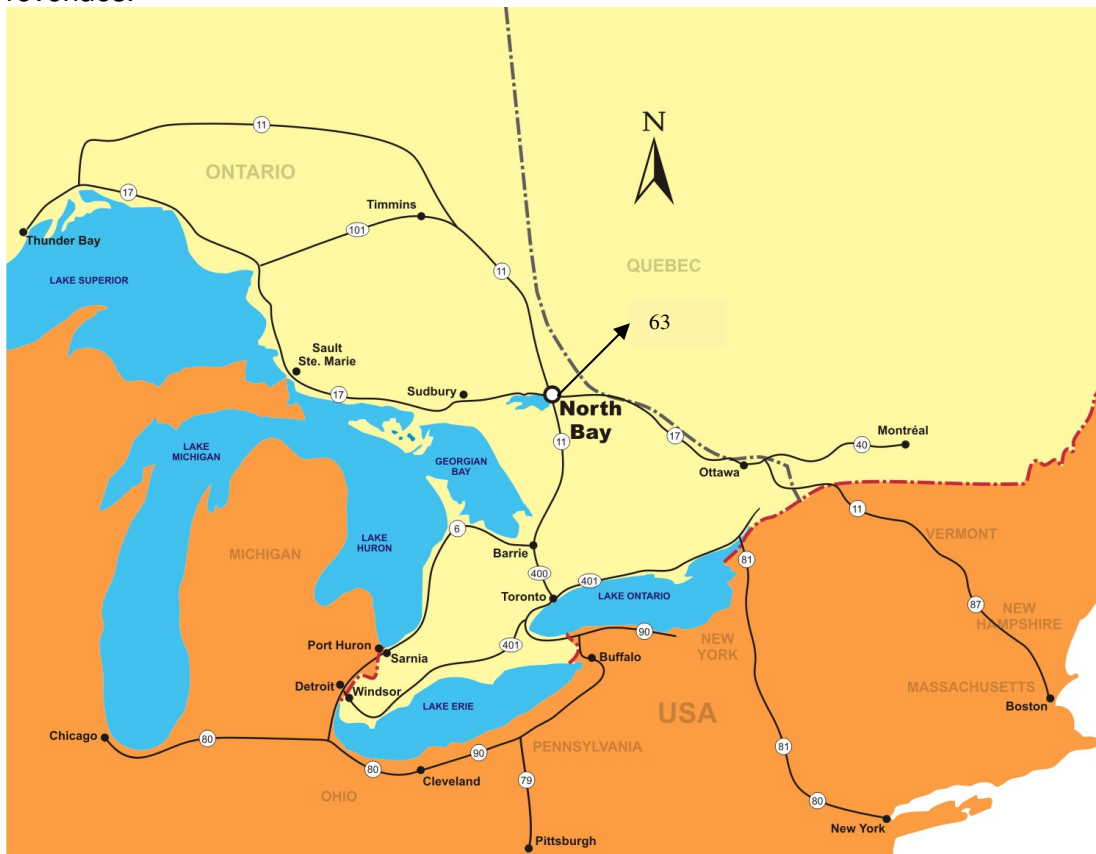 revenues.
N
11
ONTARIO
17
Timmins
Thunder Bay
101
LAKE SUPERIOR
11
QUEBEC
63
Sault
Ste. Marie
Sudbury
17
North
Bay
17
Montréal
40
11
Ottawa
LAKE
MICHIGAN
GEORGIAN
BAY
11
6
LAKE
HURON
MICHIGAN
VERMONT
Barrie
81
400
401
Toronto
LAKE ONTARIO
87
NEW
HAMPSHIRE
90
NEW
YORK
401
Port Huron
Sarnia
Buffalo
Detroit
Windsor
MASSACHUSETTS
Boston
LAKE ERIE
USA
Chicago
80
90
PENNSYLVANIA
81
80
Cleveland
79
OHIO
80
New York
Pittsburgh